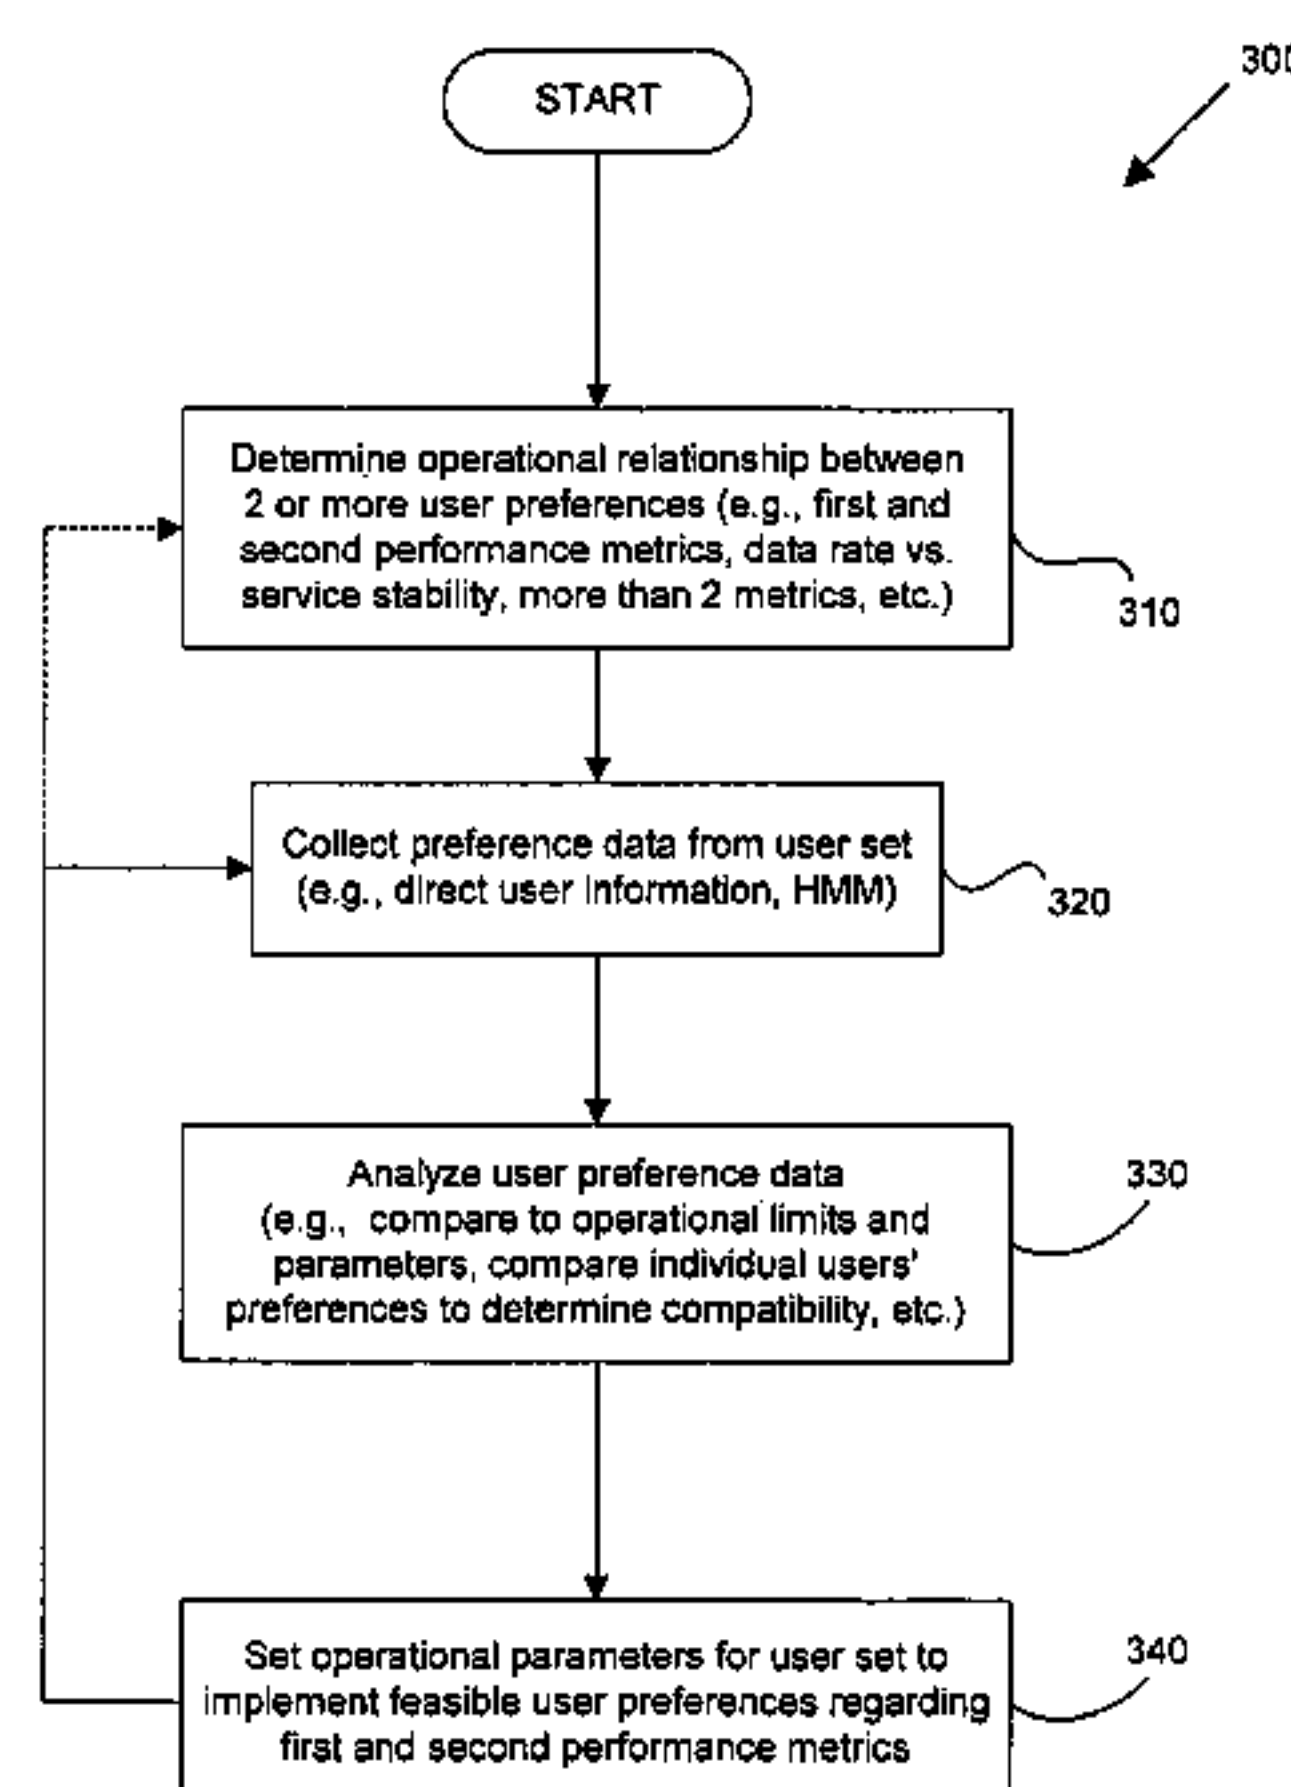 START
300
Determine operational relationship between
2 or more user preferences (e.g., first and
second performance metrics, data rate vs.
service stability, more than 2 metrics, etc.)
310
Collect preference data from user set
(e.g., direct user information, HMM)
320
Analyze user preference data
(e.g., compare to operational limits and
parameters, compare individual users'
preferences to determine compatibility, etc.)
330
Set operational parameters for user set to
implement feasible user preferences regarding
first and second performance metrics
340